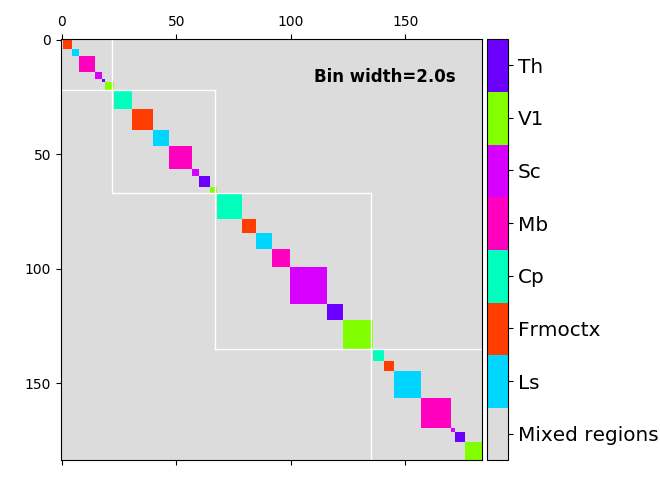 0 50 100 150
0
50
100
150
Bin width=2.0s
Th
V1
Sc
Mb
Cp
Frmoctx
Ls
Mixed regions